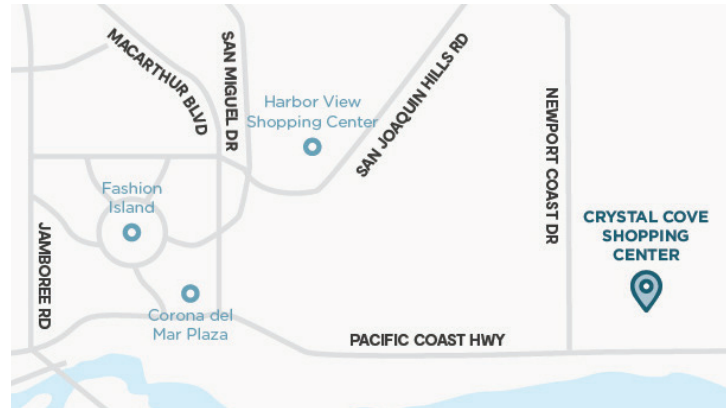 MACARTHUR BLVD
SAN MIGUEL DR
SAN JOAQUIN HILLS RD
Harbor View
Shopping Center
NEWPORT COAST DR
Fashion
Island
CRYSTAL COVE
SHOPPING
CENTER
JAMBOREE RD
Corona del
Mar Plaza
PACIFIC COAST HWY